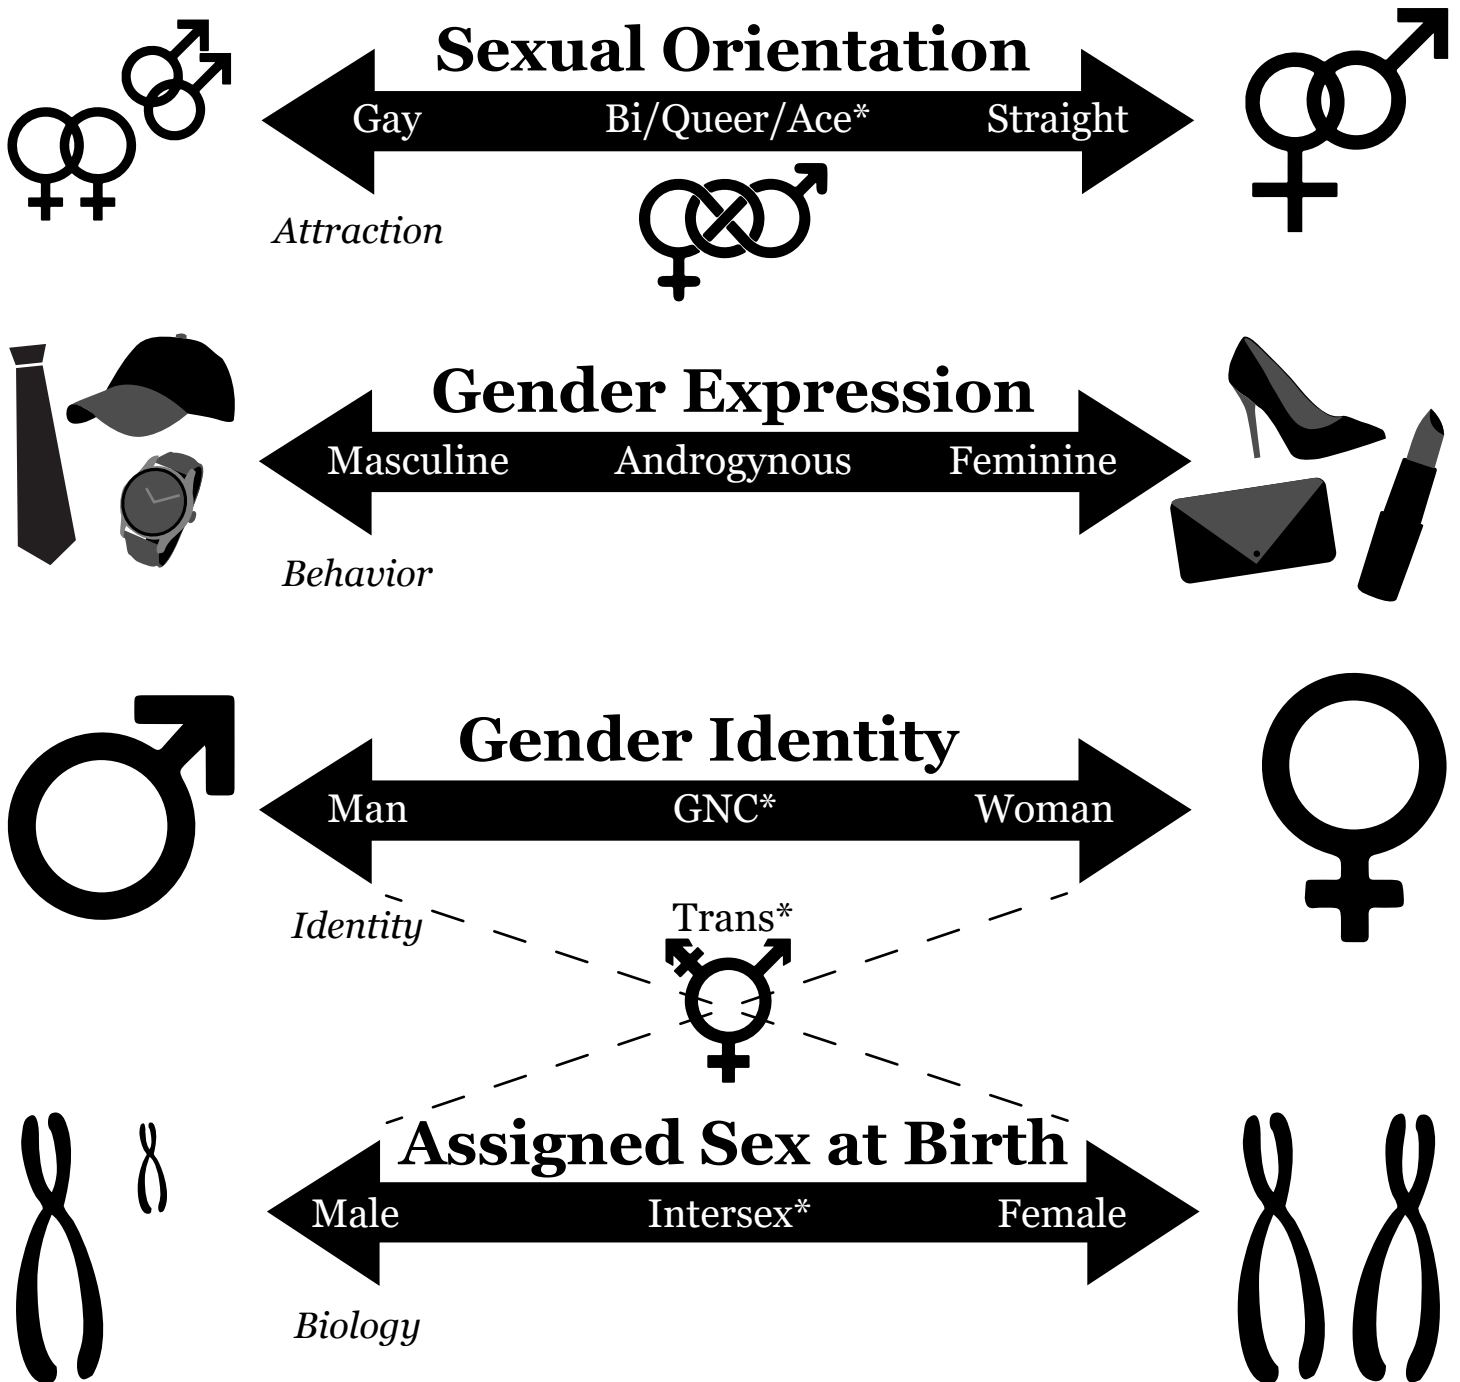 Sexual Orientation
Gay Bi/Queer/Ace* Straight
Attraction
Gender Expression
Masculine Androgynous Feminine
Behavior
Gender Identity
Man GNC* Woman
Identity
Trans*
Assigned Sex at Birth
Male Intersex* Female
Biology